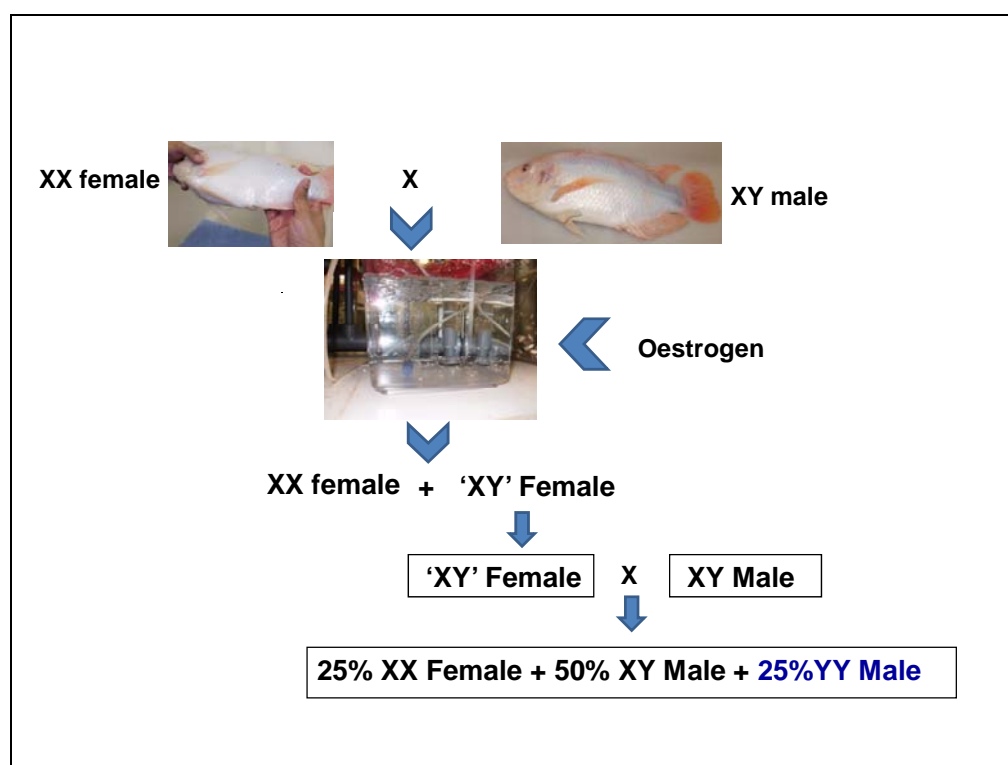 XX female X XY male
Oestrogen
XX female + ‘XY’ Female
‘XY’ Female X XY Male
25% XX Female + 50% XY Male + 25%YY Male